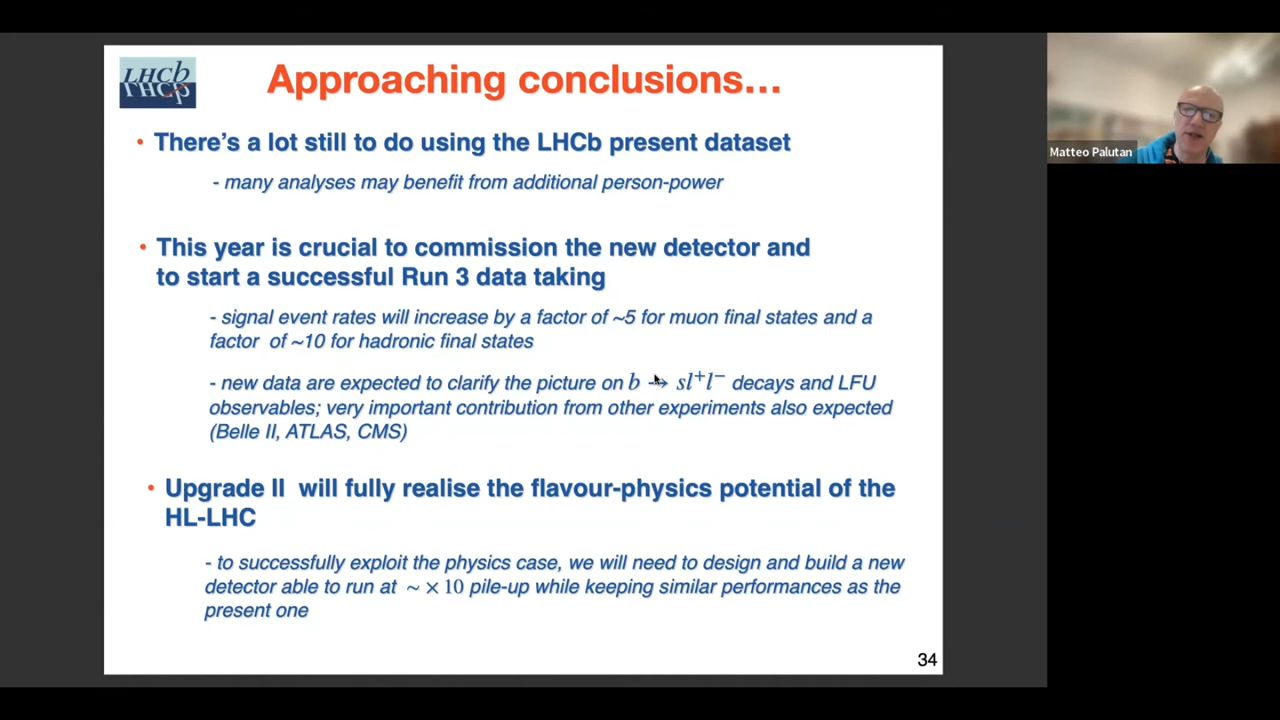 LHCb
LHCp
Approaching conclusions...
Matteo Palutan
• There's a lot still to do using the LHCb present dataset
- many analyses may benefit from additional person-power
• This year is crucial to commission the new detector and
to start a successful Run 3 data taking
- signal event rates will increase by a factor of ~5 for muon final states and a
factor of ~10 for hadronic final states
- new data are expected to clarify the picture on b → sl⁺l⁻ decays and LFU
observables; very important contribution from other experiments also expected
(Belle II, ATLAS, CMS)
• Upgrade II will fully realise the flavour-physics potential of the
HL-LHC
- to successfully exploit the physics case, we will need to design and build a new
detector able to run at ~ × 10 pile-up while keeping similar performances as the
present one
34